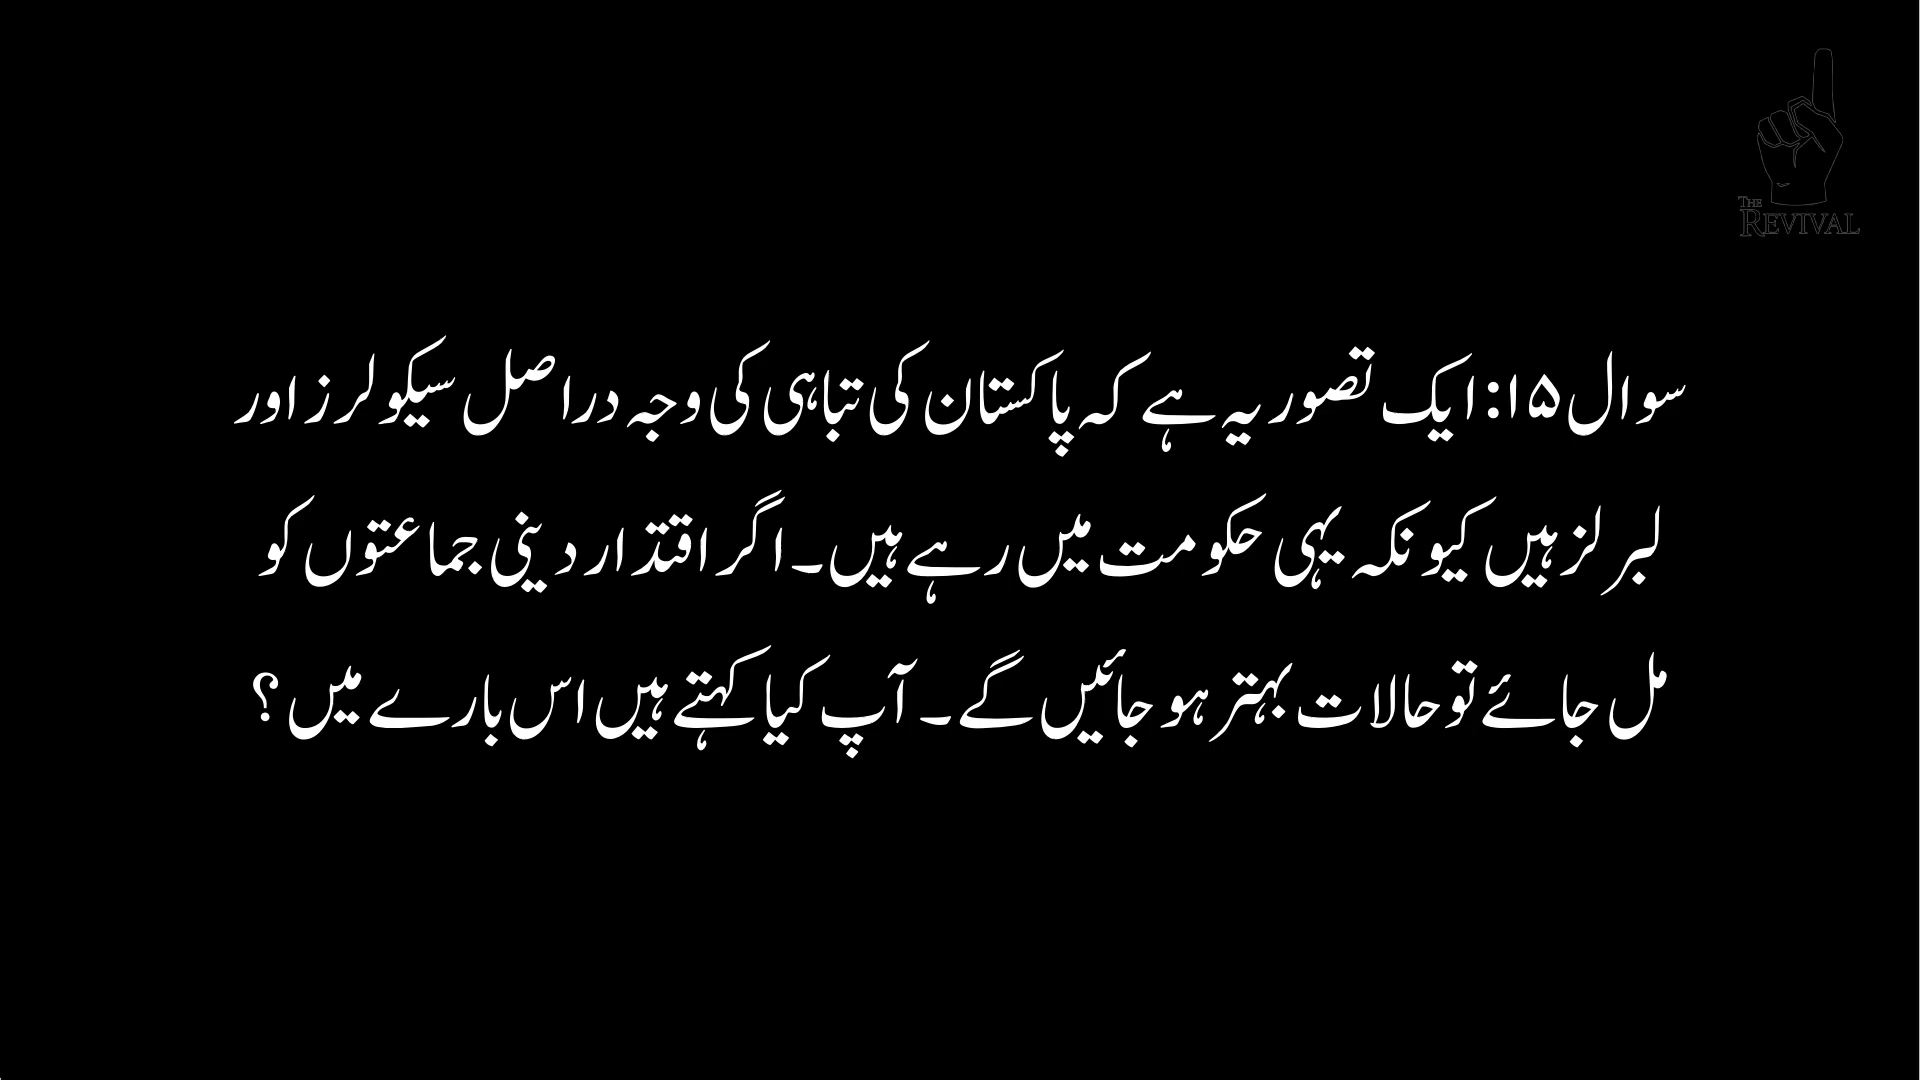 THE
REVIVAL
سوال ۱۵: ایک تصور یہ ہے کہ پاکستان کی تباہی کی وجہ دراصل سیکولرز اور
لبرلز ہیں کیونکہ یہی حکومت میں رہے ہیں۔ اگر اقتدار دینی جماعتوں کو
مل جائے تو حالات بہتر ہو جائیں گے۔ آپ کیا کہتے ہیں اس بارے میں؟